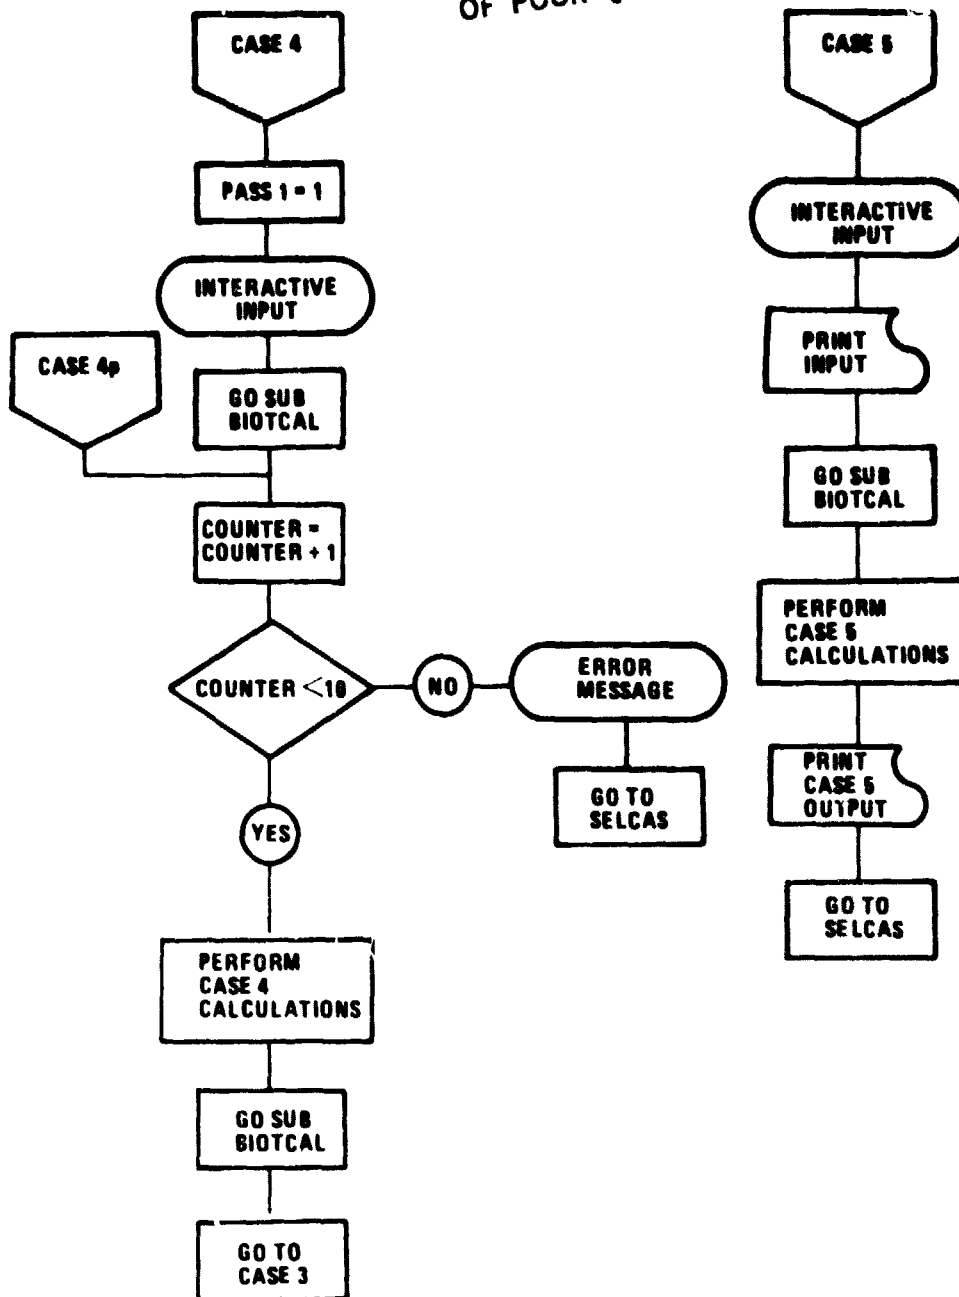 OF POOR
CASE 4
PASS 1 = 1
INTERACTIVE
INPUT
CASE 4p
GO SUB
BIOTCAL
COUNTER =
COUNTER + 1
COUNTER <10
NO
ERROR
MESSAGE
GO TO
SELCAS
YES
PERFORM
CASE 4
CALCULATIONS
GO SUB
BIOTCAL
GO TO
CASE 3
CASE 5
INTERACTIVE
INPUT
PRINT
INPUT
GO SUB
BIOTCAL
PERFORM
CASE 5
CALCULATIONS
PRINT
CASE 5
OUTPUT
GO TO
SELCAS